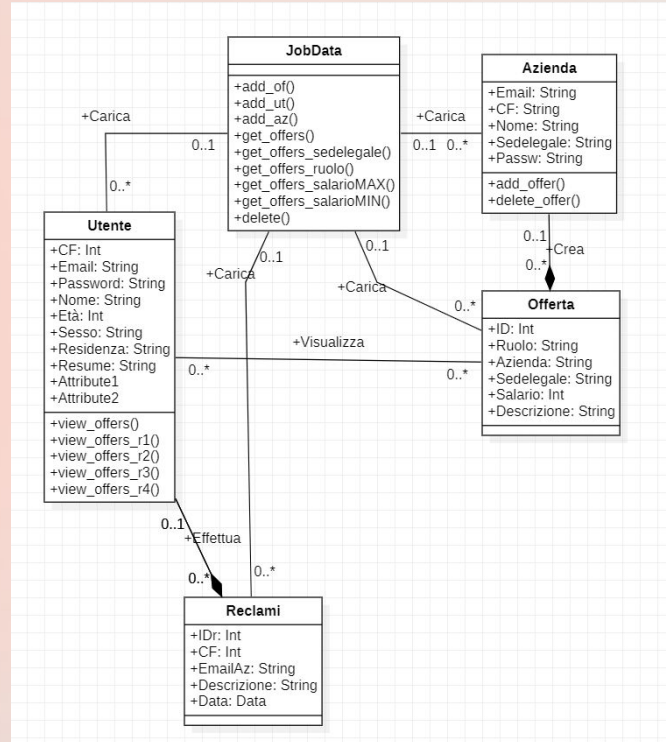 JobData
+add_of()
+add_ut()
+add_az()
+get_offers()
+get_offers_sedelegale()
+get_offers_ruolo()
+get_offers_salarioMAX()
+get_offers_salarioMIN()
+delete()
Azienda
+Email: String
+CF: String
+Nome: String
+Sedelegale: String
+Passw: String
+add_offer()
+delete_offer()
+Carica
0..1
0..*
+Carica
0..1 0..*
Utente
+CF: Int
+Email: String
+Password: String
+Nome: String
+Età: Int
+Sesso: String
+Residenza: String
+Resume: String
+Attribute1
+Attribute2
+view_offers()
+view_offers_r1()
+view_offers_r2()
+view_offers_r3()
+view_offers_r4()
0..1
+Carica
0..*
0..1
+Carica
0..*
0..1
+Crea
0..*
Offerta
+ID: Int
+Ruolo: String
+Azienda: String
+Sedelegale: String
+Salario: Int
+Descrizione: String
+Visualizza
0..*
0..*
0..1
+Effettua
0..*
Reclami
+IDr: Int
+CF: Int
+EmailAz: String
+Descrizione: String
+Data: Data